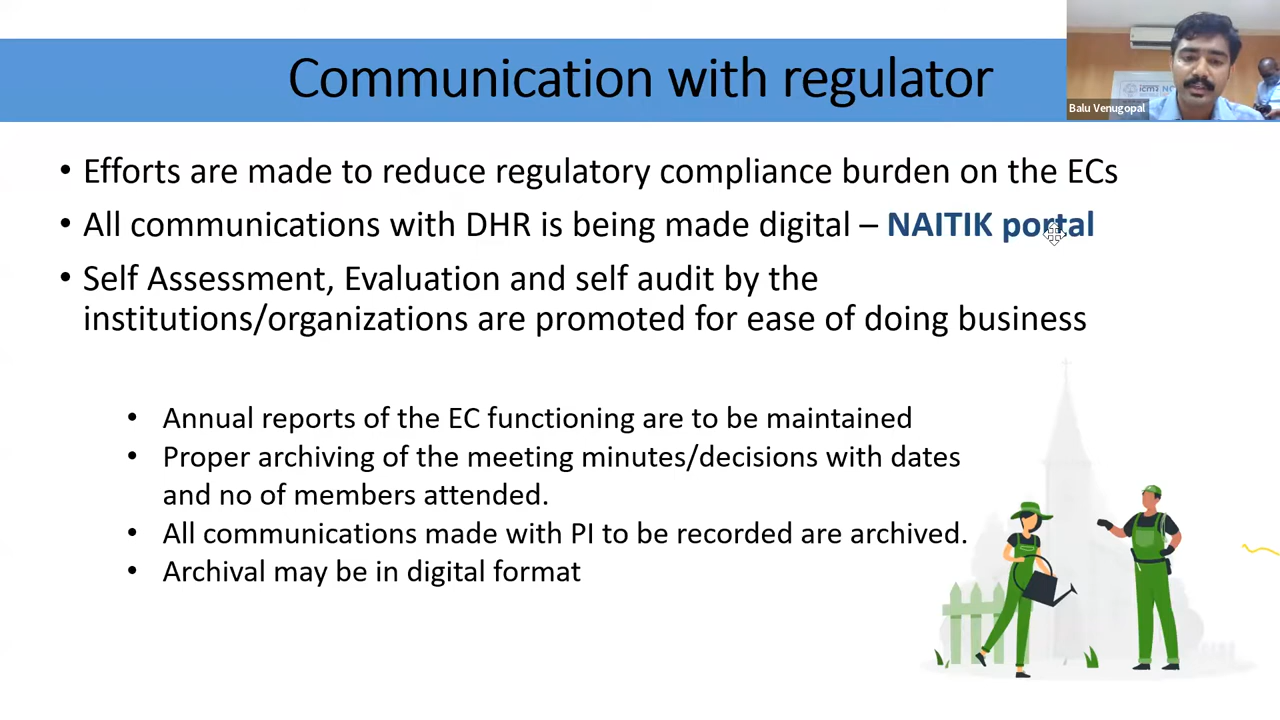 Communication with regulator
Balu Venugopal
• Efforts are made to reduce regulatory compliance burden on the ECs
• All communications with DHR is being made digital – NAITIK portal
• Self Assessment, Evaluation and self audit by the
institutions/organizations are promoted for ease of doing business
• Annual reports of the EC functioning are to be maintained
• Proper archiving of the meeting minutes/decisions with dates
and no of members attended.
• All communications made with PI to be recorded are archived.
• Archival may be in digital format